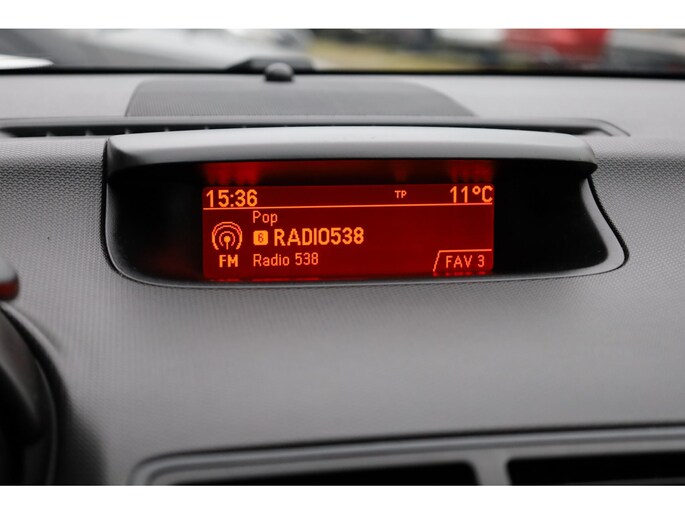 15:36 TP 11°C
Pop
6 RADIO538
FM Radio 538 FAV 3